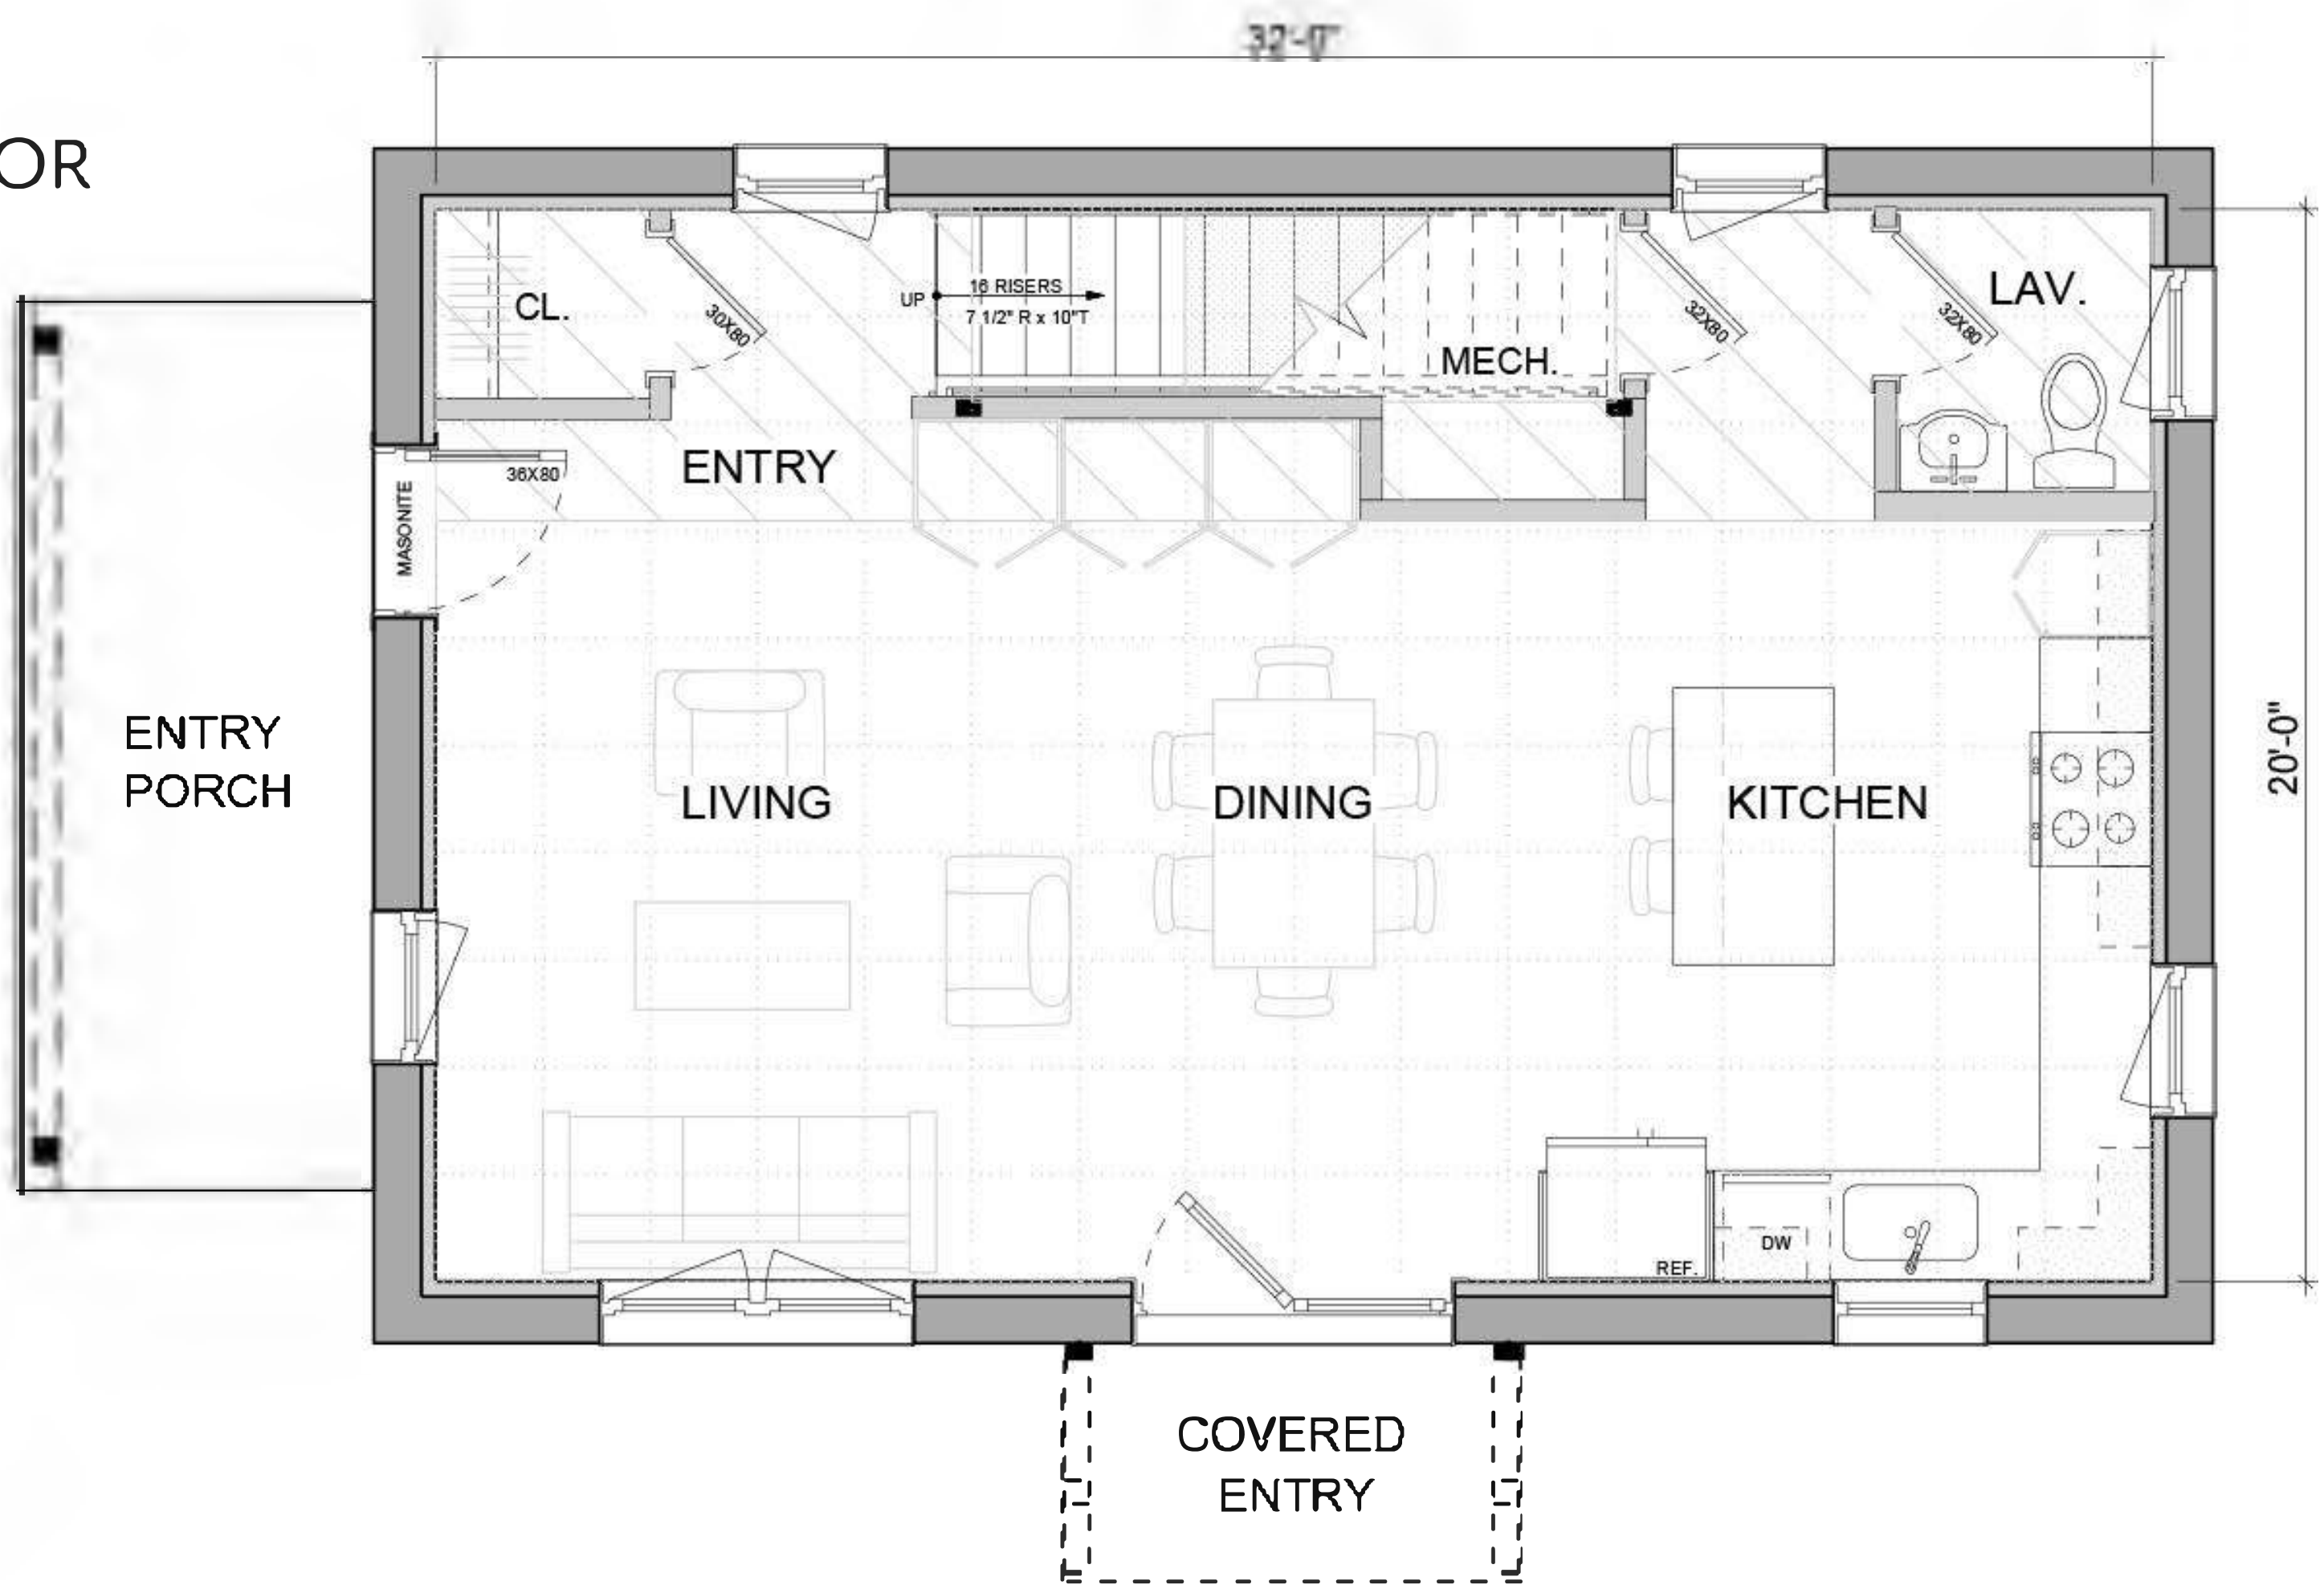 32'-0"
OR
CL.
30X80
UP
16 RISERS
7 1/2" R x 10"T
MECH.
32X80
32X80
LAV.
ENTRY
36X80
MASONITE
ENTRY
PORCH
LIVING
DINING
KITCHEN
20'-0"
REF.
DW
COVERED
ENTRY